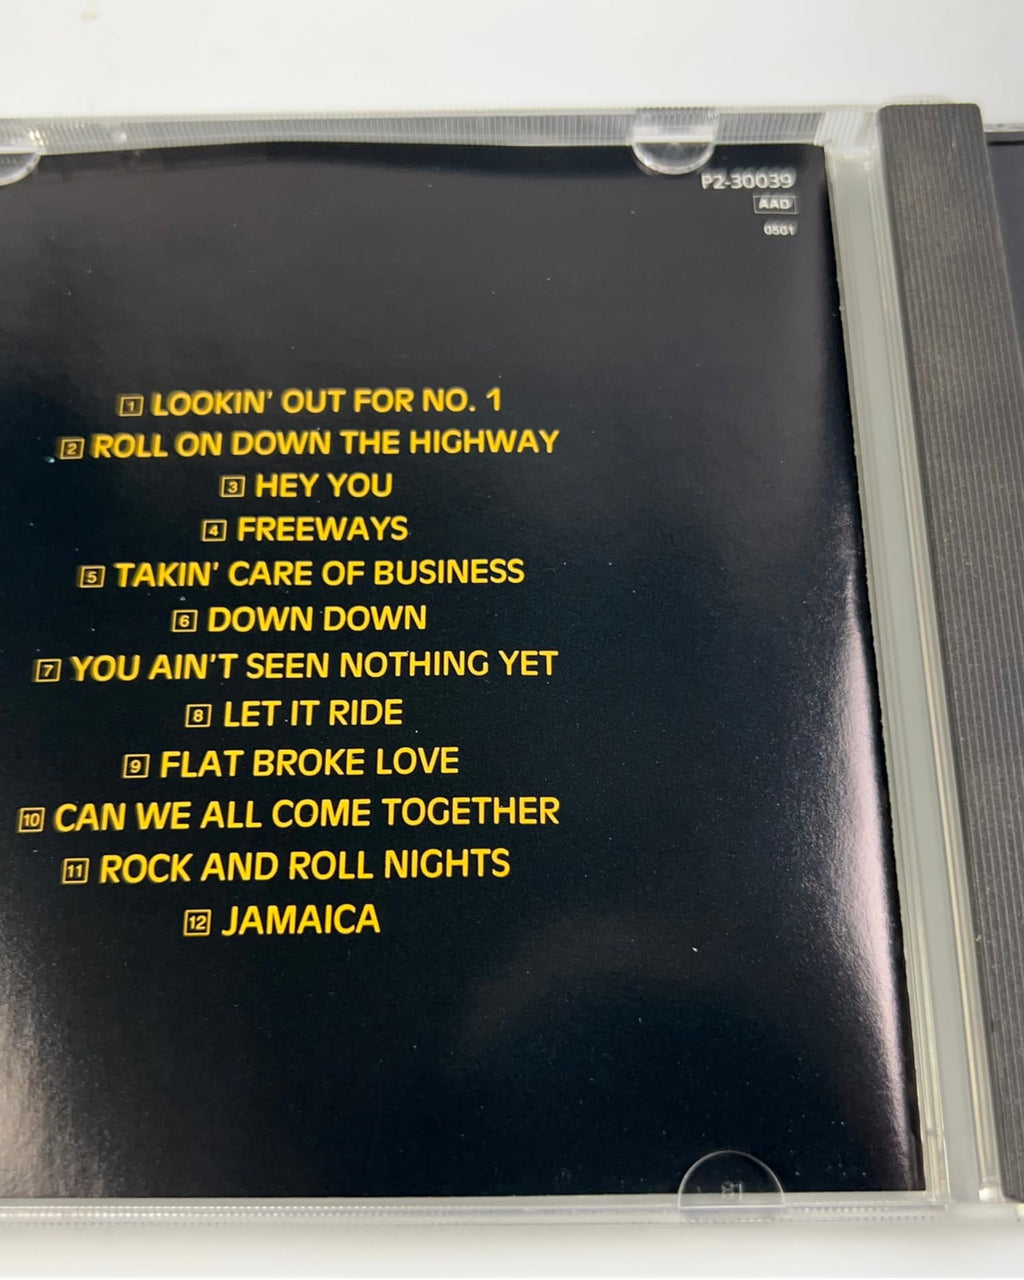 P2-30039
AAD
0501
1 LOOKIN' OUT FOR NO. 1
2 ROLL ON DOWN THE HIGHWAY
3 HEY YOU
4 FREEWAYS
5 TAKIN' CARE OF BUSINESS
6 DOWN DOWN
7 YOU AIN'T SEEN NOTHING YET
8 LET IT RIDE
9 FLAT BROKE LOVE
10 CAN WE ALL COME TOGETHER
11 ROCK AND ROLL NIGHTS
12 JAMAICA